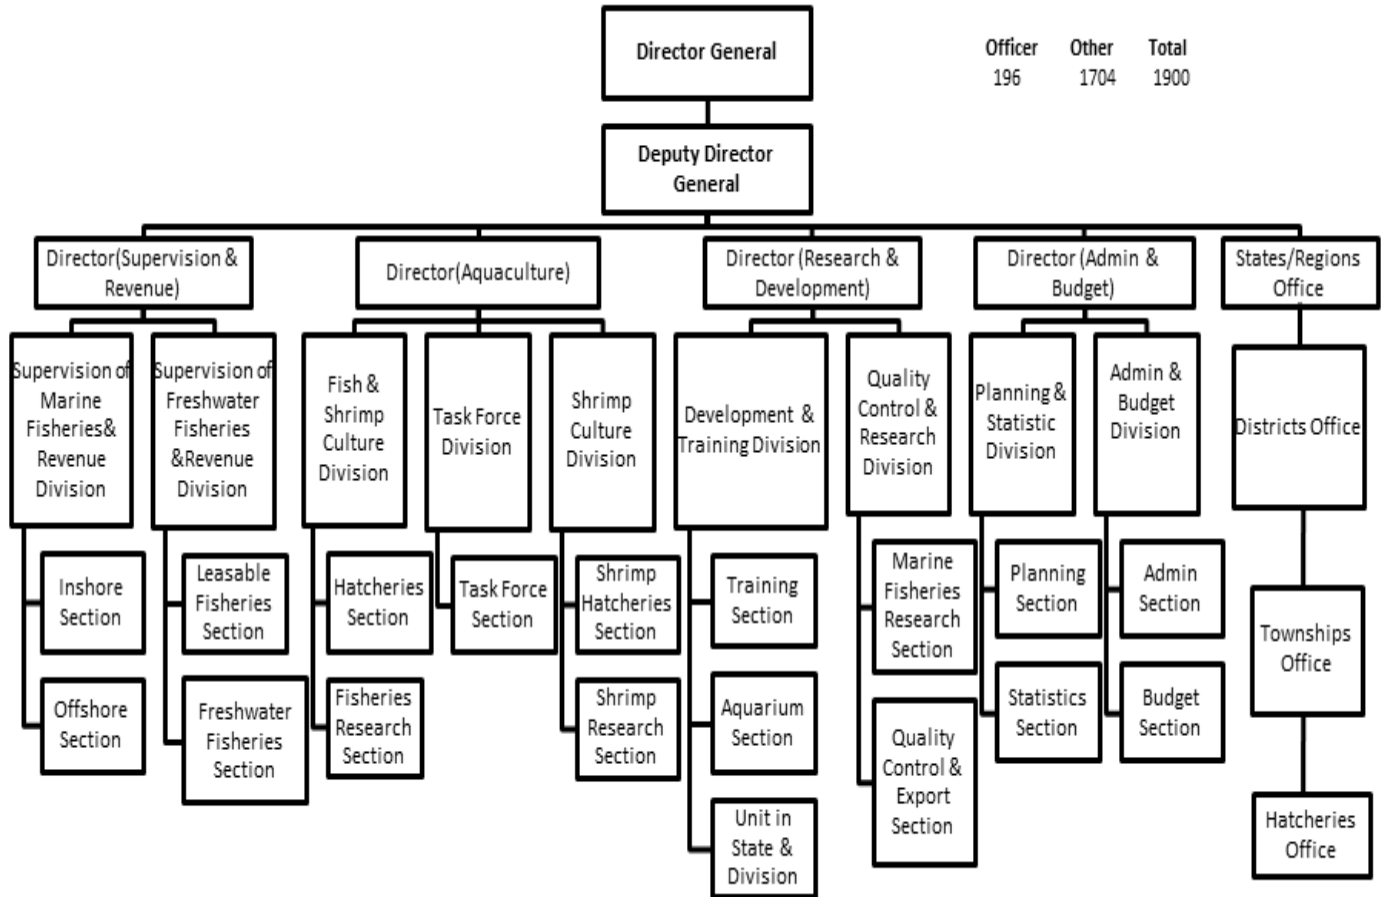 Director General
Officer Other Total
196 1704 1900
Deputy Director
General
Director(Supervision &
Revenue)
Director(Aquaculture)
Director (Research &
Development)
Director (Admin &
Budget)
States/Regions
Office
Supervision of
Marine
Fisheries&
Revenue
Division
Supervision of
Freshwater
Fisheries
&Revenue
Division
Fish &
Shrimp
Culture
Division
Task Force
Division
Shrimp
Culture
Division
Development &
Training Division
Quality
Control &
Research
Division
Planning &
Statistic
Division
Admin &
Budget
Division
Districts Office
Inshore
Section
Leasable
Fisheries
Section
Hatcheries
Section
Task Force
Section
Shrimp
Hatcheries
Section
Training
Section
Marine
Fisheries
Research
Section
Planning
Section
Admin
Section
Townships
Office
Offshore
Section
Freshwater
Fisheries
Section
Fisheries
Research
Section
Shrimp
Research
Section
Aquarium
Section
Quality
Control &
Export
Section
Statistics
Section
Budget
Section
Unit in
State &
Division
Hatcheries
Office